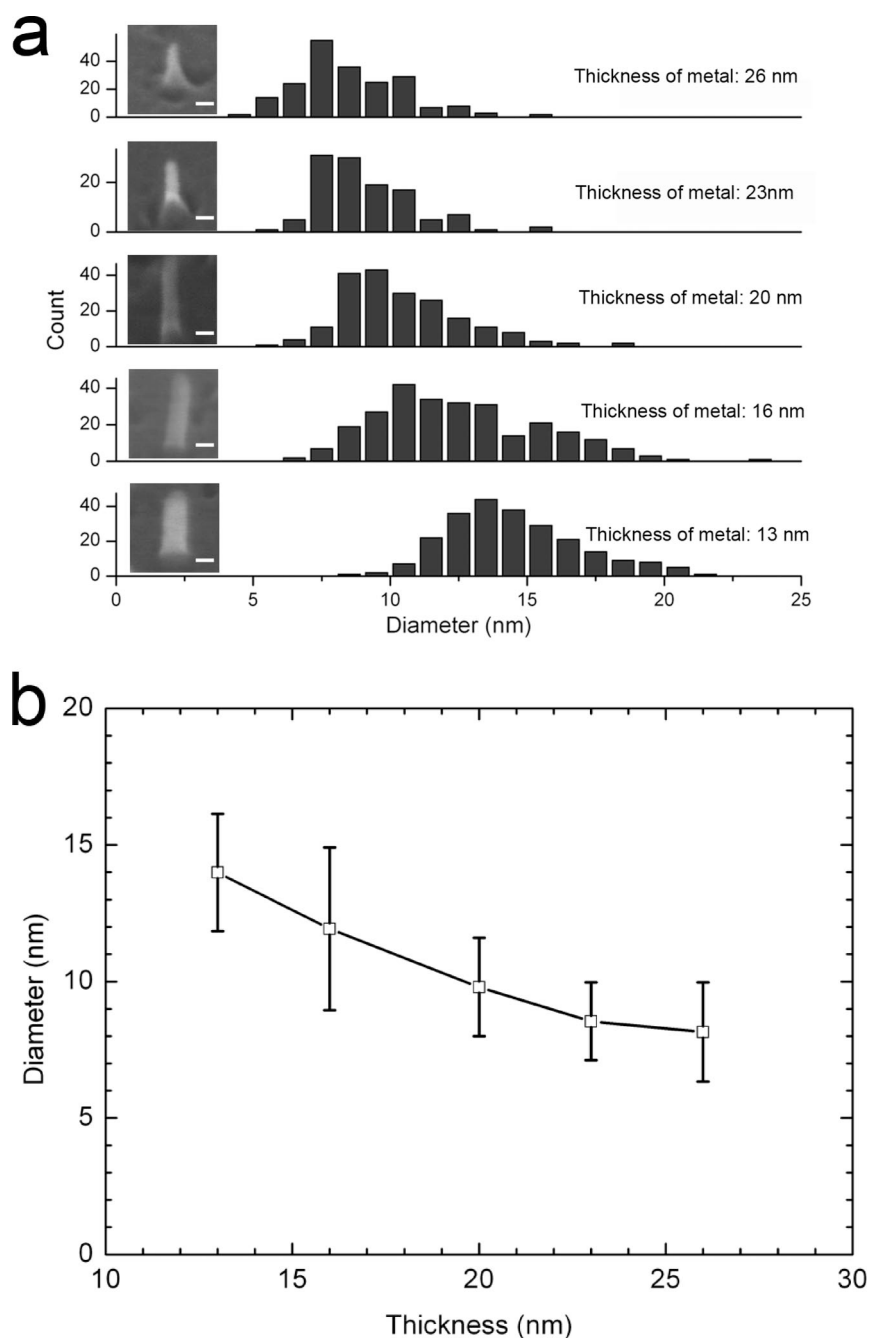 a
40
20
0
Thickness of metal: 26 nm
20
0
Thickness of metal: 23nm
40
20
0
Thickness of metal: 20 nm
Count
40
20
0
Thickness of metal: 16 nm
40
20
0
Thickness of metal: 13 nm
0 5 10 15 20 25
Diameter (nm)
b
20
15
10
5
0
Diameter (nm)
10 15 20 25 30
Thickness (nm)